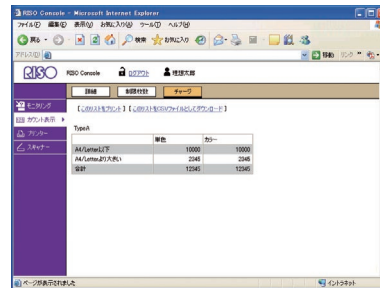 RISO Console - Microsoft Internet Explorer
ファイル(F) 編集(E) 表示(V) お気に入り(A) ツール(T) ヘルプ(H)
戻る 検索 お気に入り
アドレス(D) 移動 リンク
RISO RISO Console ログアウト 理想太郎
詳細 制限枚数 チャージ
モニタリング
カウント表示
プリンター
スキャナー
【このリストをプリント】【このリストをCSVファイルとしてダウンロード】
TypeA
単色 カラー
A4/Letter以下 10000 10000
A4/Letterより大きい 2345 2345
合計 12345 12345
ページが表示されました イントラネット